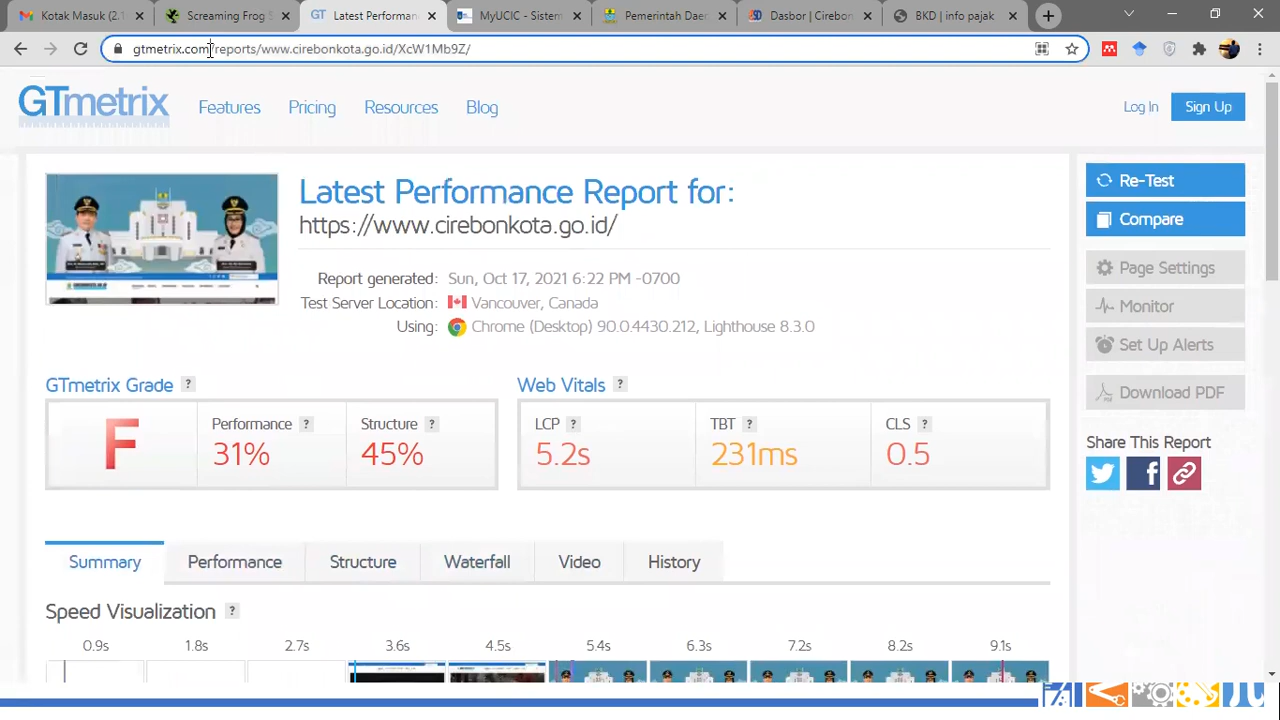 Kotak Masuk (2.1
Screaming Frog S
GT Latest Performan
MyUCIC - Sistem
Pemerintah Daer
Dasbor | Cirebon
BKD | info pajak
gtmetrix.com/reports/www.cirebonkota.go.id/XcW1Mb9Z/
GTmetrix
Features
Pricing
Resources
Blog
Log In
Sign Up
Latest Performance Report for:
https://www.cirebonkota.go.id/
Report generated: Sun, Oct 17, 2021 6:22 PM -0700
Test Server Location: Vancouver, Canada
Using: Chrome (Desktop) 90.0.4430.212, Lighthouse 8.3.0
Re-Test
Compare
Page Settings
Monitor
Set Up Alerts
Download PDF
Share This Report
GTmetrix Grade ?
Web Vitals ?
F
Performance ?
31%
Structure ?
45%
LCP ?
5.2s
TBT ?
231ms
CLS ?
0.5
Summary
Performance
Structure
Waterfall
Video
History
Speed Visualization ?
0.9s
1.8s
2.7s
3.6s
4.5s
5.4s
6.3s
7.2s
8.2s
9.1s